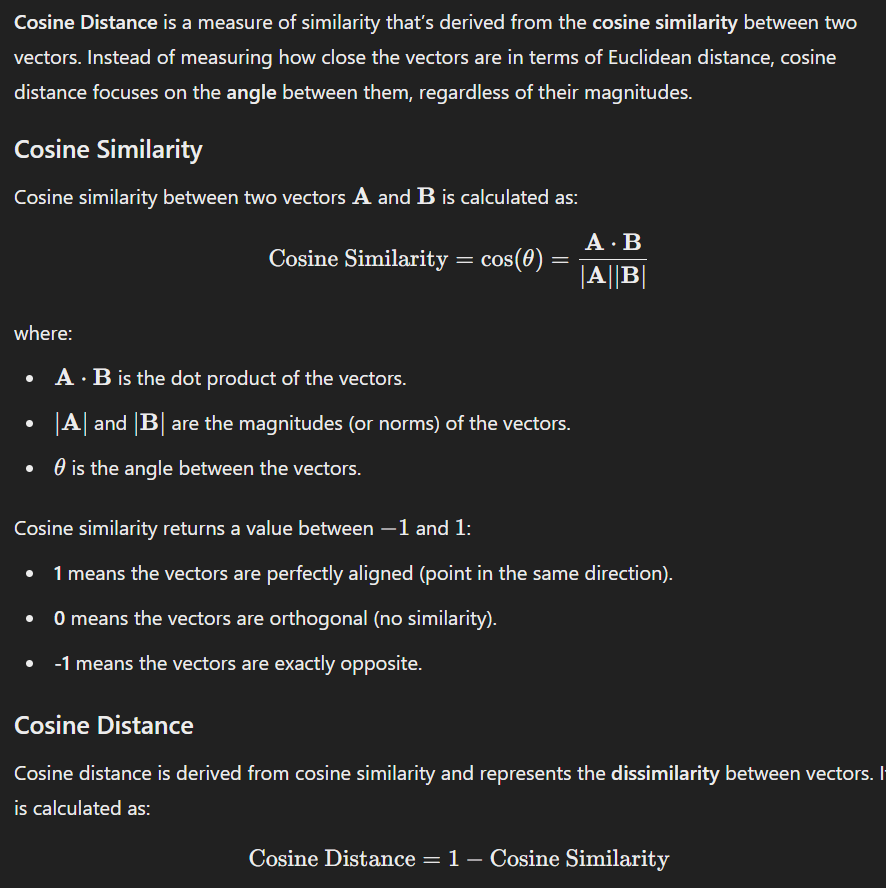 Cosine Distance is a measure of similarity that's derived from the cosine similarity between two
vectors. Instead of measuring how close the vectors are in terms of Euclidean distance, cosine
distance focuses on the angle between them, regardless of their magnitudes.
Cosine Similarity
Cosine similarity between two vectors A and B is calculated as:
Cosine Similarity = cos(θ) = A · B / |A||B|
where:
• A · B is the dot product of the vectors.
• |A| and |B| are the magnitudes (or norms) of the vectors.
• θ is the angle between the vectors.
Cosine similarity returns a value between −1 and 1:
• 1 means the vectors are perfectly aligned (point in the same direction).
• 0 means the vectors are orthogonal (no similarity).
• -1 means the vectors are exactly opposite.
Cosine Distance
Cosine distance is derived from cosine similarity and represents the dissimilarity between vectors.
is calculated as:
Cosine Distance = 1 − Cosine Similarity